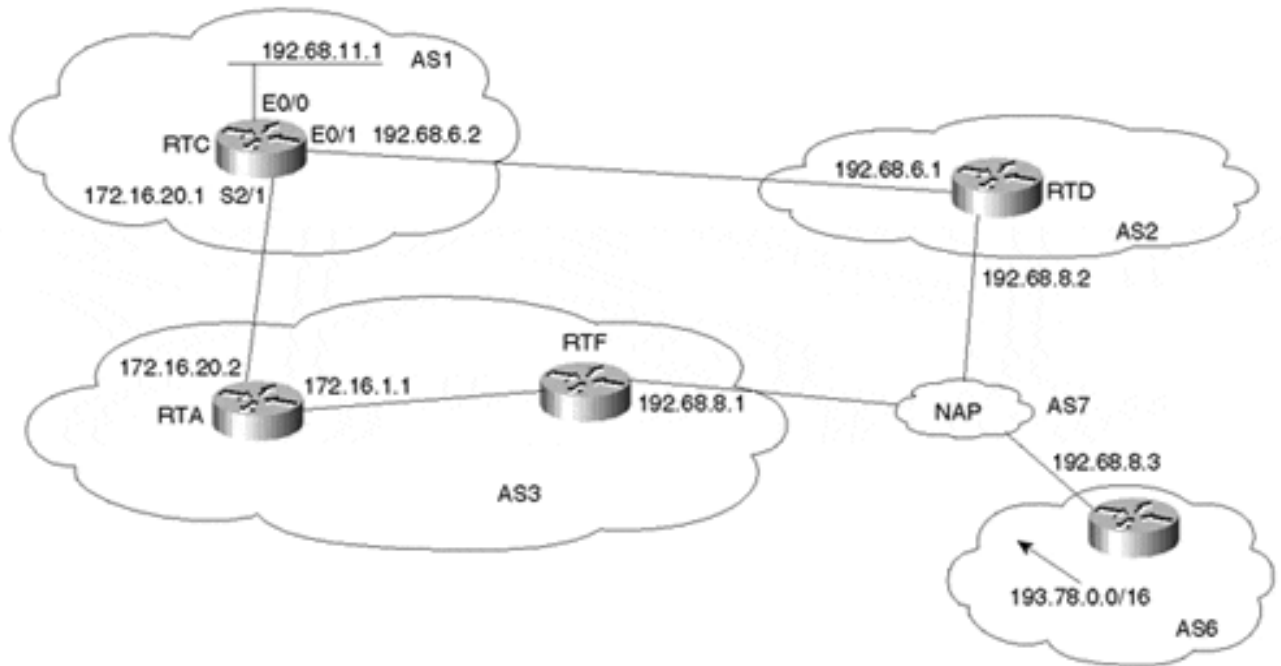 192.68.11.1
AS1
E0/0
E0/1 192.68.6.2
RTC
172.16.20.1 S2/1
192.68.6.1
RTD
AS2
192.68.8.2
RTF
172.16.20.2
172.16.1.1
RTA
192.68.8.1
NAP
AS7
192.68.8.3
AS3
193.78.0.0/16
AS6